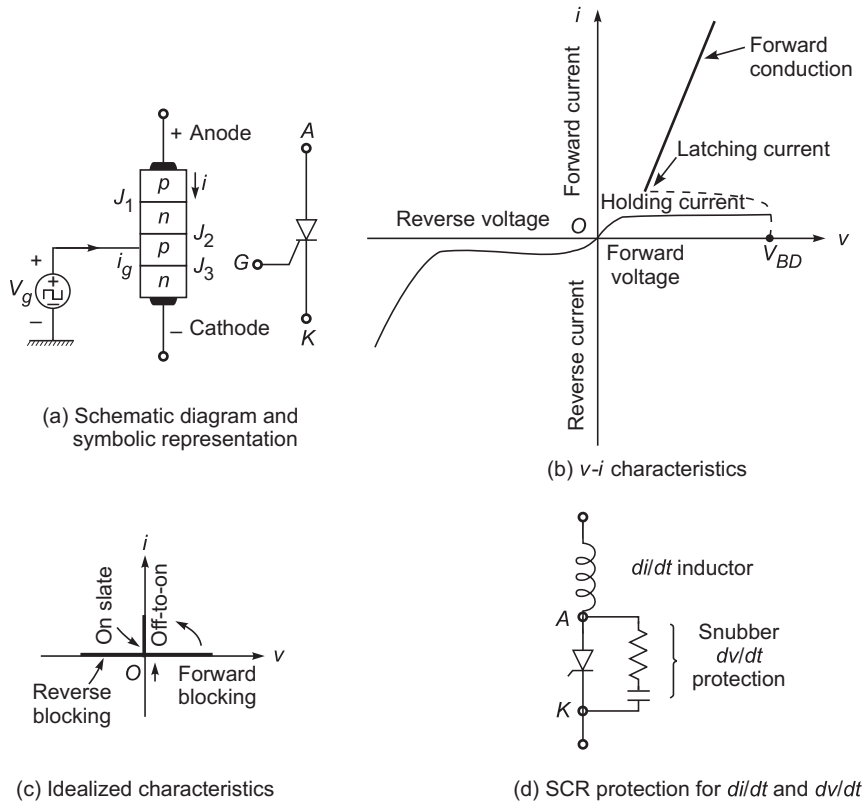 + Anode
p
i
J1
n
J2
p
ig
J3
n
+
Vg
+
–
–
– Cathode
A
G
K
(a) Schematic diagram and
symbolic representation
i
Forward current
Forward
conduction
Latching current
Holding current
Reverse voltage
O
v
Forward
voltage
VBD
Reverse current
(b) v-i characteristics
i
On slate
Off-to-on
v
O
Reverse
blocking
Forward
blocking
(c) Idealized characteristics
di/dt inductor
A
Snubber
dv/dt
protection
K
(d) SCR protection for di/dt and dv/dt